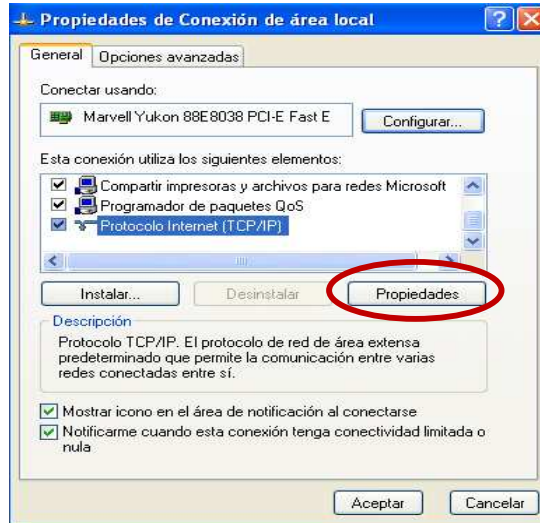 Propiedades de Conexión de área local
General
Opciones avanzadas
Conectar usando:
Marvell Yukon 88E8038 PCI-E Fast E
Configurar...
Esta conexión utiliza los siguientes elementos:
Compartir impresoras y archivos para redes Microsoft
Programador de paquetes QoS
Protocolo Internet (TCP/IP)
Instalar...
Desinstalar
Propiedades
Descripción
Protocolo TCP/IP. El protocolo de red de área extensa
predeterminado que permite la comunicación entre varias
redes conectadas entre sí.
Mostrar icono en el área de notificación al conectarse
Notificarme cuando esta conexión tenga conectividad limitada o
nula
Aceptar
Cancelar